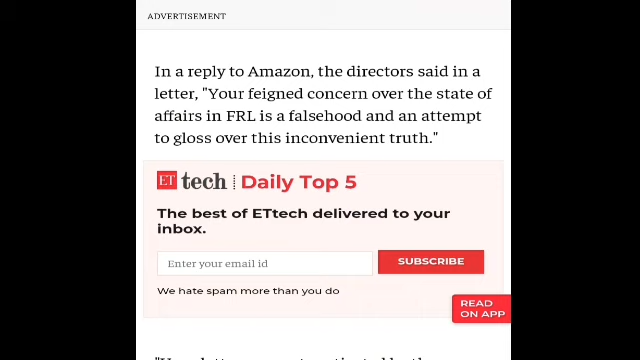 ADVERTISEMENT
In a reply to Amazon, the directors said in a
letter, "Your feigned concern over the state of
affairs in FRL is a falsehood and an attempt
to gloss over this inconvenient truth."
ET tech Daily Top 5
The best of ETtech delivered to your
inbox.
Enter your email id
SUBSCRIBE
We hate spam more than you do
READ
ON APP